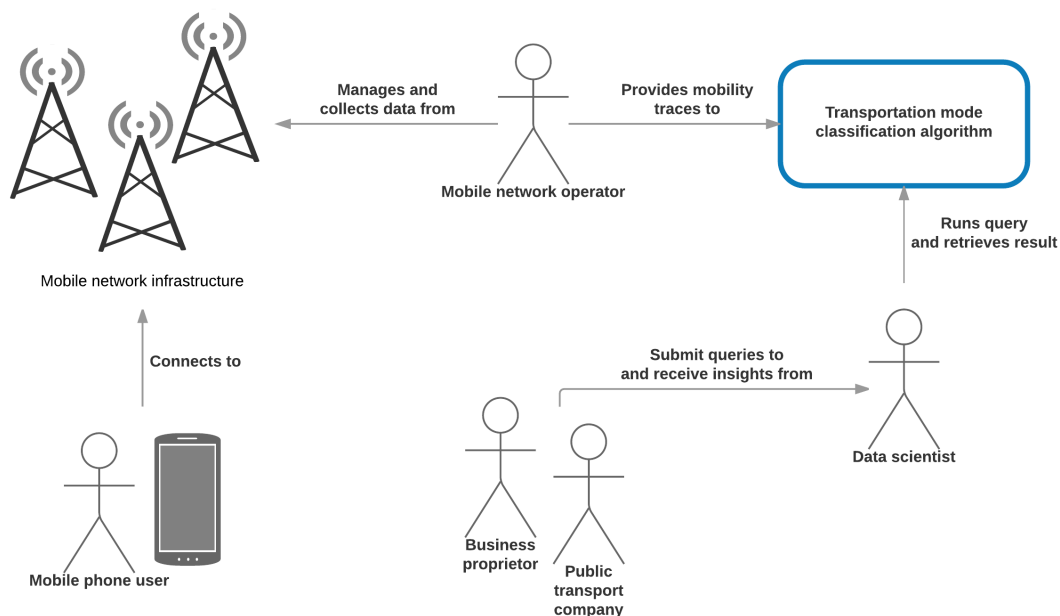 Manages and
collects data from
Provides mobility
traces to
Transportation mode
classification algorithm
Mobile network operator
Runs query
and retrieves result
Mobile network infrastructure
Connects to
Submit queries to
and receive insights from
Data scientist
Business
proprietor
Mobile phone user
Public
transport
company